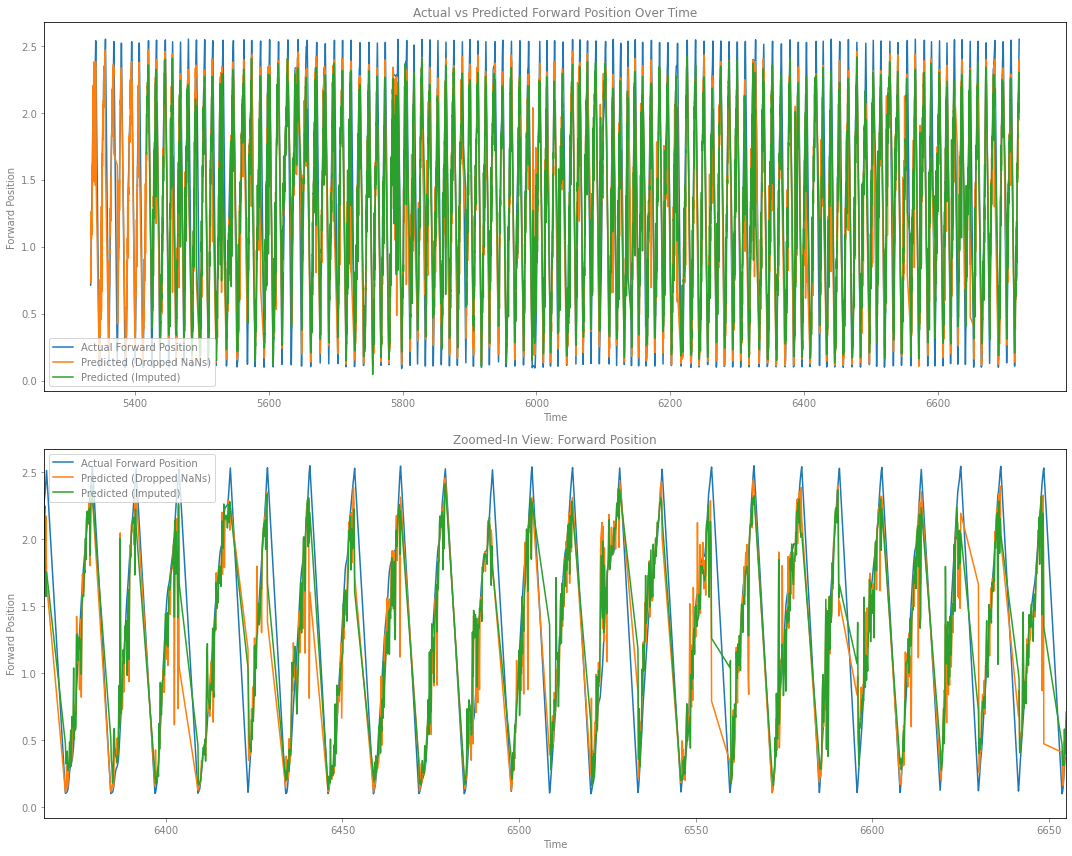 Actual vs Predicted Forward Position Over Time
Forward Position
2.5
2.0
1.5
1.0
0.5
0.0
Actual Forward Position
Predicted (Dropped NaNs)
Predicted (Imputed)
5400
5600
5800
6000
6200
6400
6600
Time
Zoomed-In View: Forward Position
Forward Position
2.5
2.0
1.5
1.0
0.5
0.0
Actual Forward Position
Predicted (Dropped NaNs)
Predicted (Imputed)
6400
6450
6500
6550
6600
6650
Time